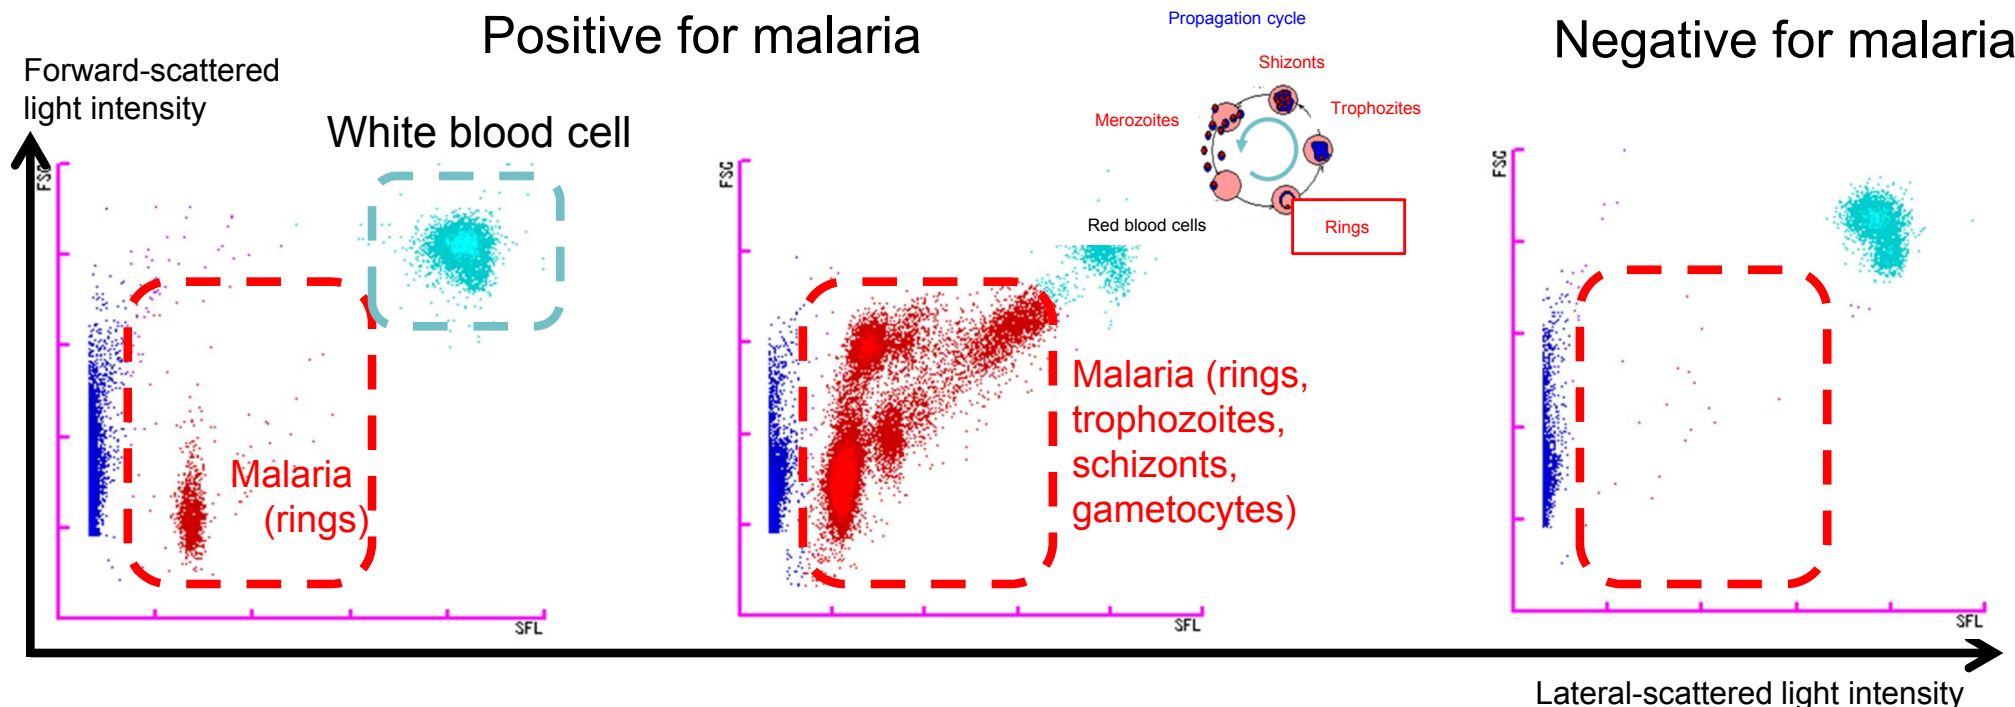 Positive for malaria
Negative for malaria
Forward-scattered
light intensity
White blood cell
Propagation cycle
Shizonts
Trophozites
Merozoites
Red blood cells
Rings
FSC
Malaria
(rings)
SFL
FSC
Malaria (rings,
trophozoites,
schizonts,
gametocytes)
SFL
FSC
SFL
Lateral-scattered light intensity